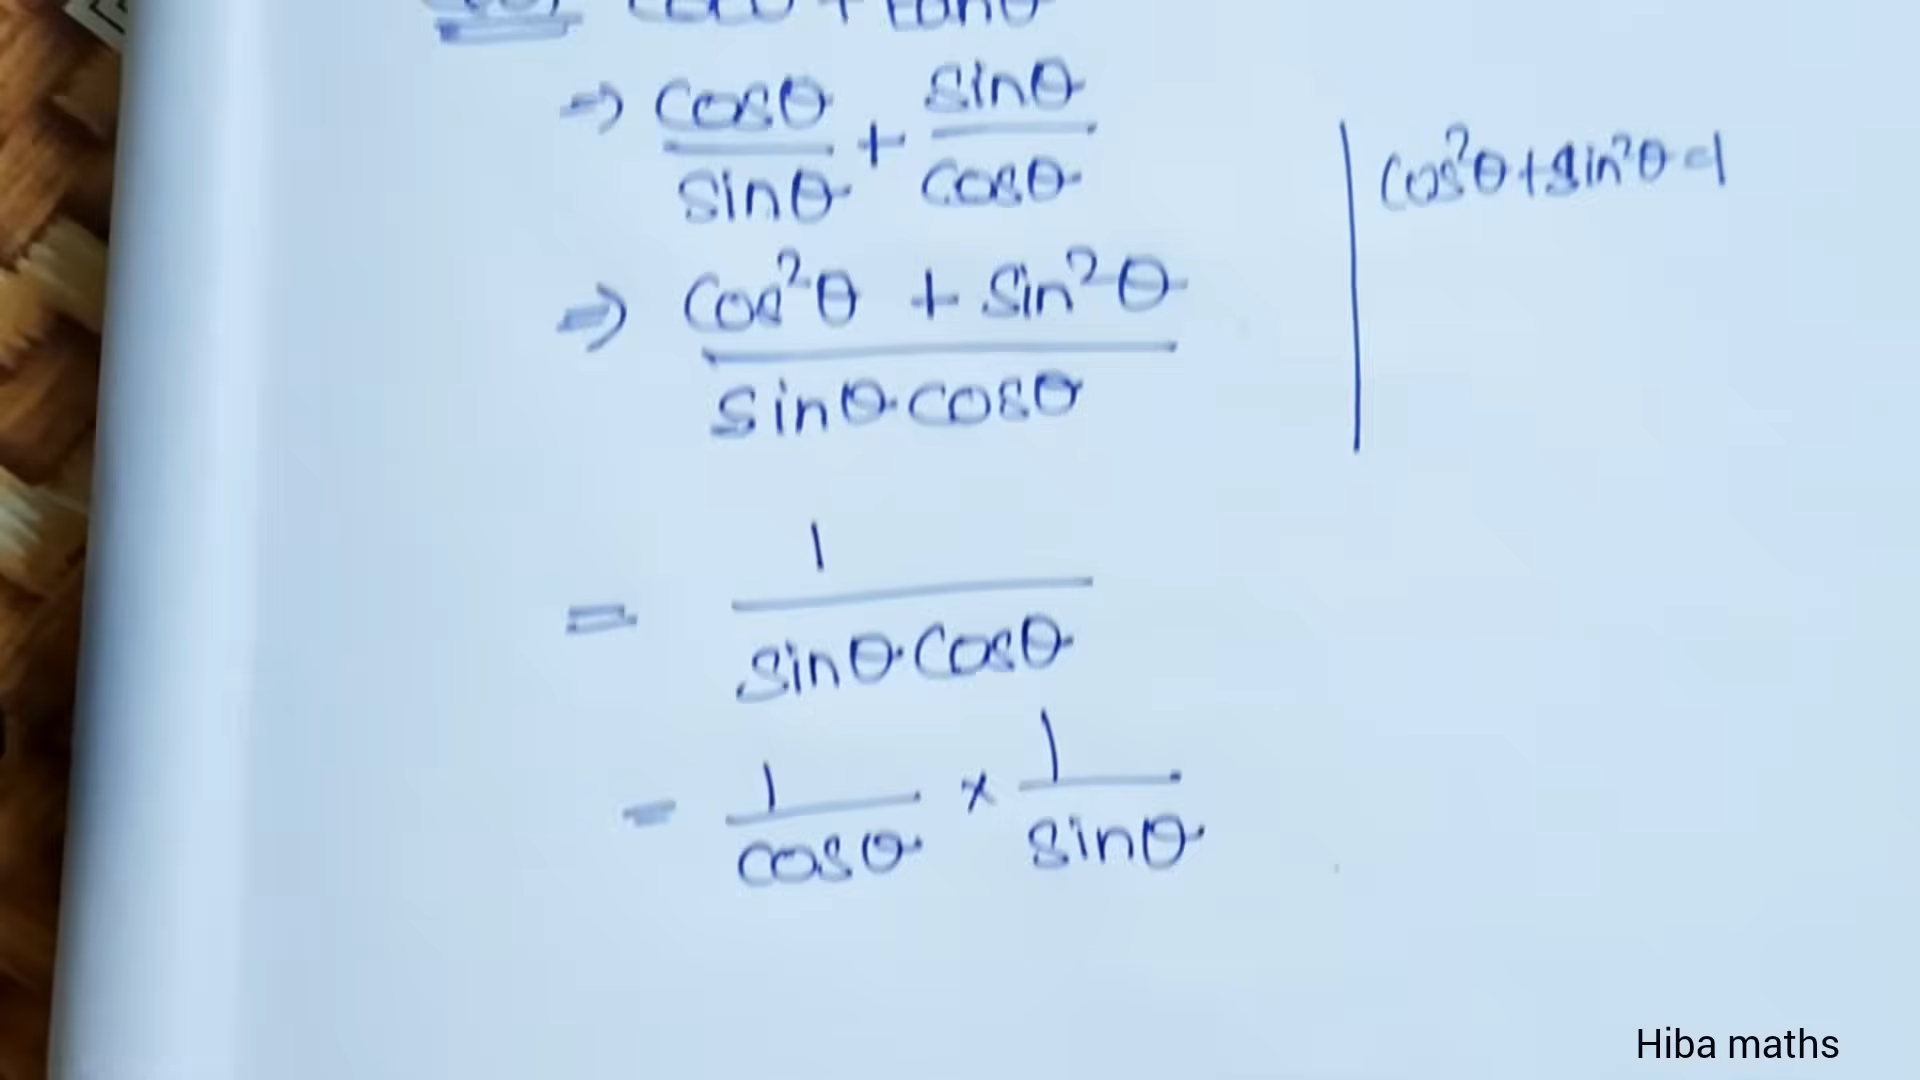 + tanθ
⇒ cosθ/sinθ + sinθ/cosθ
cos²θ + sin²θ = 1
⇒ cos²θ + sin²θ / sinθ.cosθ
= 1 / sinθ.cosθ
= 1/cosθ × 1/sinθ
Hiba maths